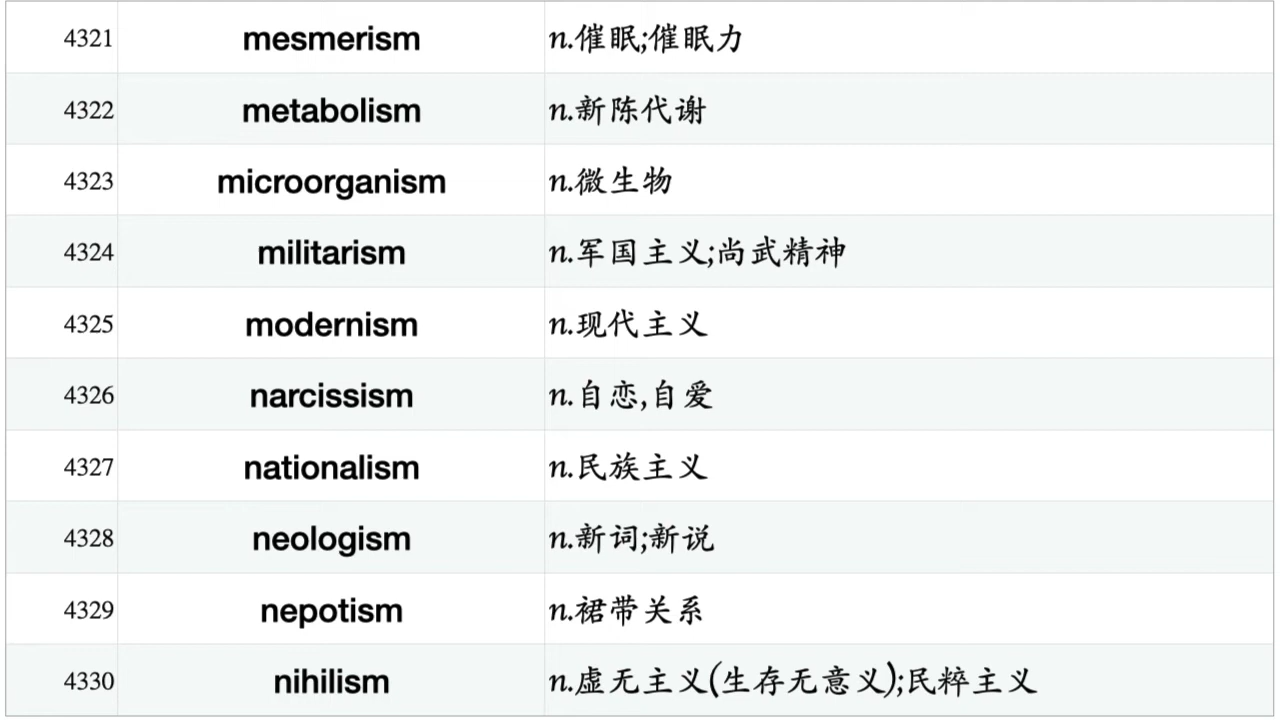 4321 mesmerism n.催眠;催眠力
4322 metabolism n.新陈代谢
4323 microorganism n.微生物
4324 militarism n.军国主义;尚武精神
4325 modernism n.现代主义
4326 narcissism n.自恋,自爱
4327 nationalism n.民族主义
4328 neologism n.新词;新说
4329 nepotism n.裙带关系
4330 nihilism n.虚无主义(生存无意义);民粹主义